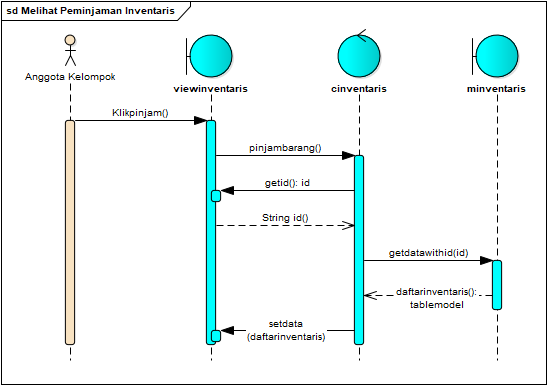 sd Melihat Peminjaman Inventaris
Anggota Kelompok
viewinventaris
cinventaris
minventaris
Klikpinjam()
pinjambarang()
getid(): id
String id()
getdatawithid(id)
daftarinventaris():
tablemodel
setdata
(daftarinventaris)